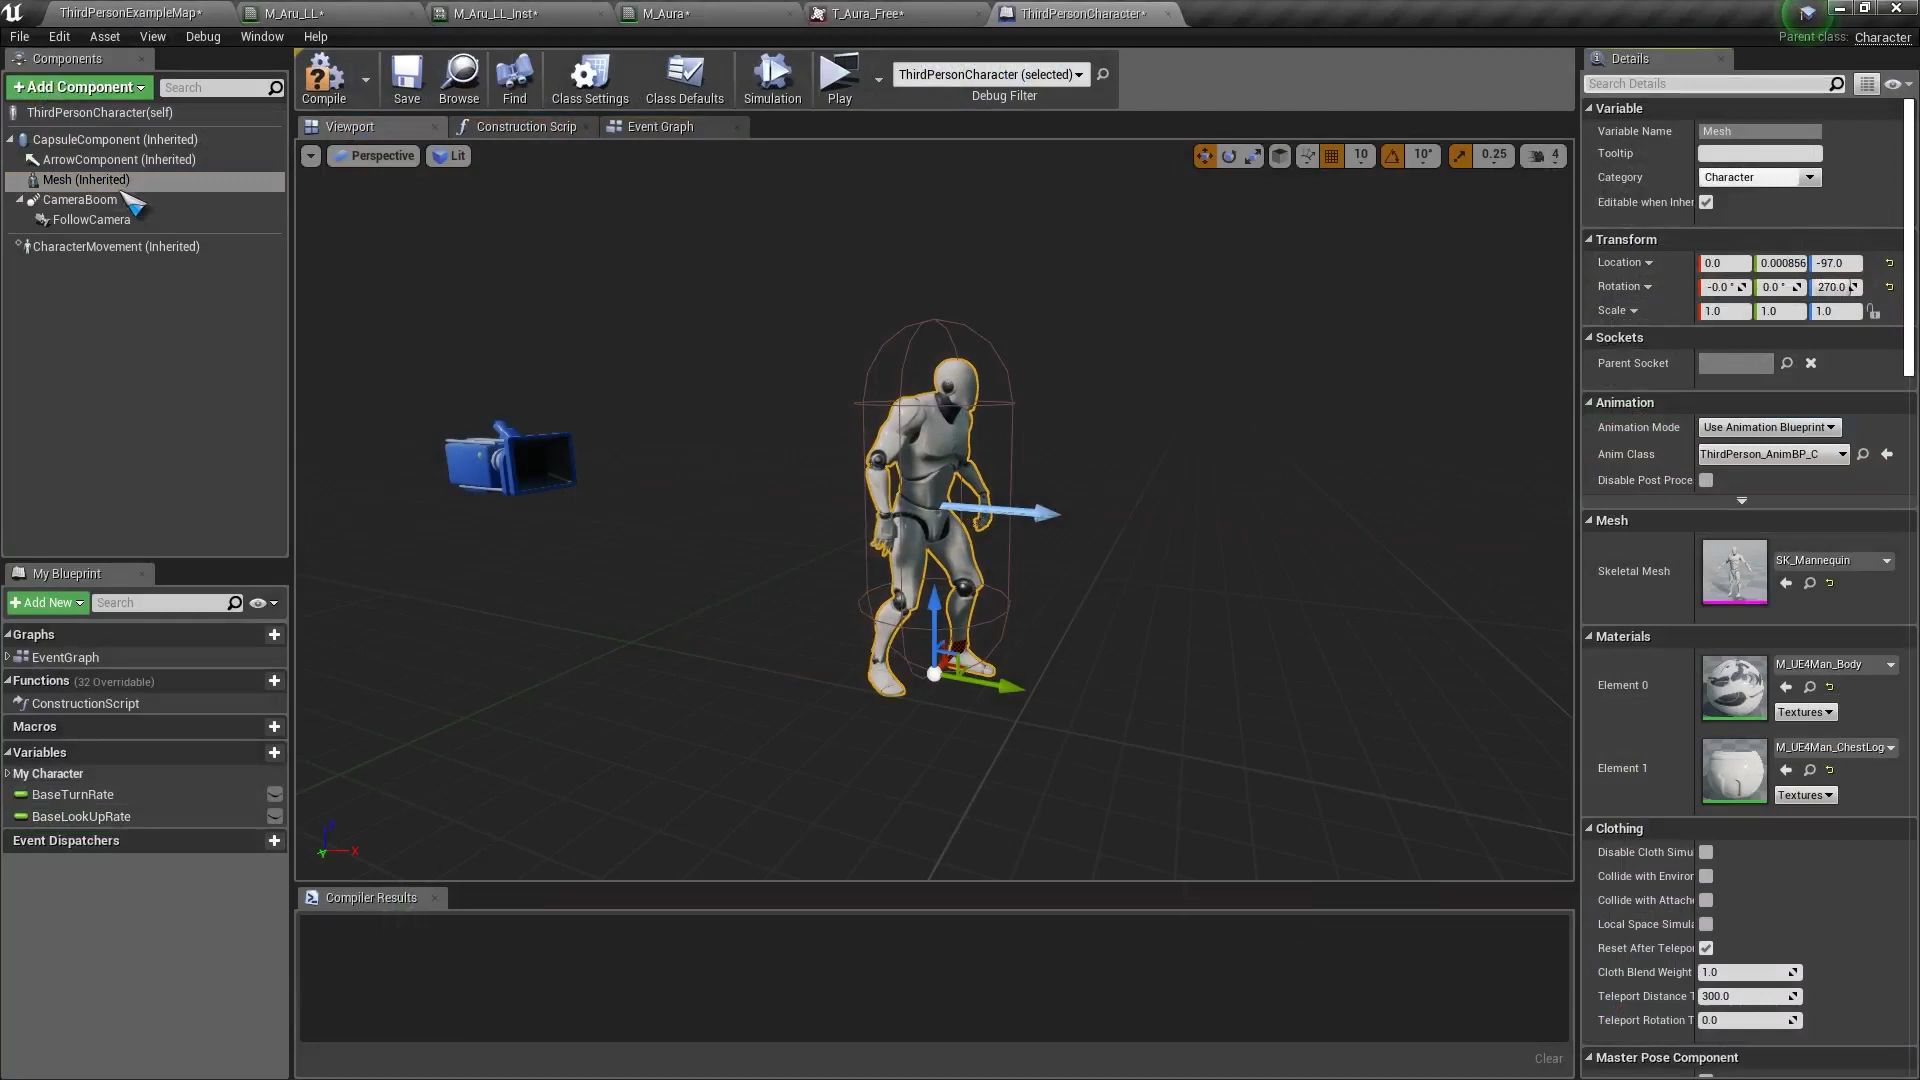 ThirdPersonExampleMap*
M_Aru_LL*
M_Aru_LL_Inst*
M_Aura*
T_Aura_Free*
ThirdPersonCharacter*
File Edit Asset View Debug Window Help
Parent class: Character
Components
+Add Component
Search
ThirdPersonCharacter(self)
CapsuleComponent (Inherited)
ArrowComponent (Inherited)
Mesh (Inherited)
CameraBoom
FollowCamera
CharacterMovement (Inherited)
My Blueprint
+Add New
Search
Graphs
EventGraph
Functions (32 Overridable)
ConstructionScript
Macros
Variables
My Character
BaseTurnRate
BaseLookUpRate
Event Dispatchers
Compile
Save
Browse
Find
Class Settings
Class Defaults
Simulation
Play
ThirdPersonCharacter (selected)
Debug Filter
Viewport
Construction Scrip
Event Graph
Perspective
Lit
10
10°
0.25
4
Z
X
Y
Compiler Results
Clear
Details
Search Details
Variable
Variable Name Mesh
Tooltip
Category Character
Editable when Inher
Transform
Location 0.0 0.000856 -97.0
Rotation -0.0 ° 0.0 ° 270.0
Scale 1.0 1.0 1.0
Sockets
Parent Socket
Animation
Animation Mode Use Animation Blueprint
Anim Class ThirdPerson_AnimBP_C
Disable Post Proce
Mesh
Skeletal Mesh SK_Mannequin
Materials
Element 0 M_UE4Man_Body
Textures
Element 1 M_UE4Man_ChestLog
Textures
Clothing
Disable Cloth Simu
Collide with Enviror
Collide with Attach
Local Space Simula
Reset After Telepor
Cloth Blend Weight 1.0
Teleport Distance T 300.0
Teleport Rotation T 0.0
Master Pose Component